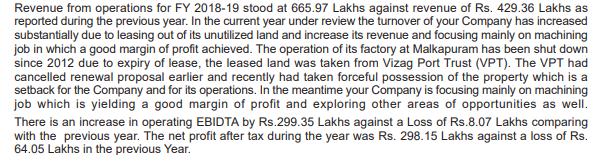 Revenue from operations for FY 2018-19 stood at 665.97 Lakhs against revenue of Rs. 429.36 Lakhs as
reported during the previous year. In the current year under review the turnover of your Company has increased
substantially due to leasing out of its unutilized land and increase its revenue and focusing mainly on machining
job in which a good margin of profit achieved. The operation of its factory at Malkapuram has been shut down
since 2012 due to expiry of lease, the leased land was taken from Vizag Port Trust (VPT). The VPT had
cancelled renewal proposal earlier and recently had taken forceful possession of the property which is a
setback for the Company and for its operations. In the meantime your Company is focusing mainly on machining
job which is yielding a good margin of profit and exploring other areas of opportunities as well.
There is an increase in operating EBIDTA by Rs.299.35 Lakhs against a Loss of Rs.8.07 Lakhs comparing
with the previous year. The net profit after tax during the year was Rs. 298.15 Lakhs against a loss of Rs.
64.05 Lakhs in the previous Year.